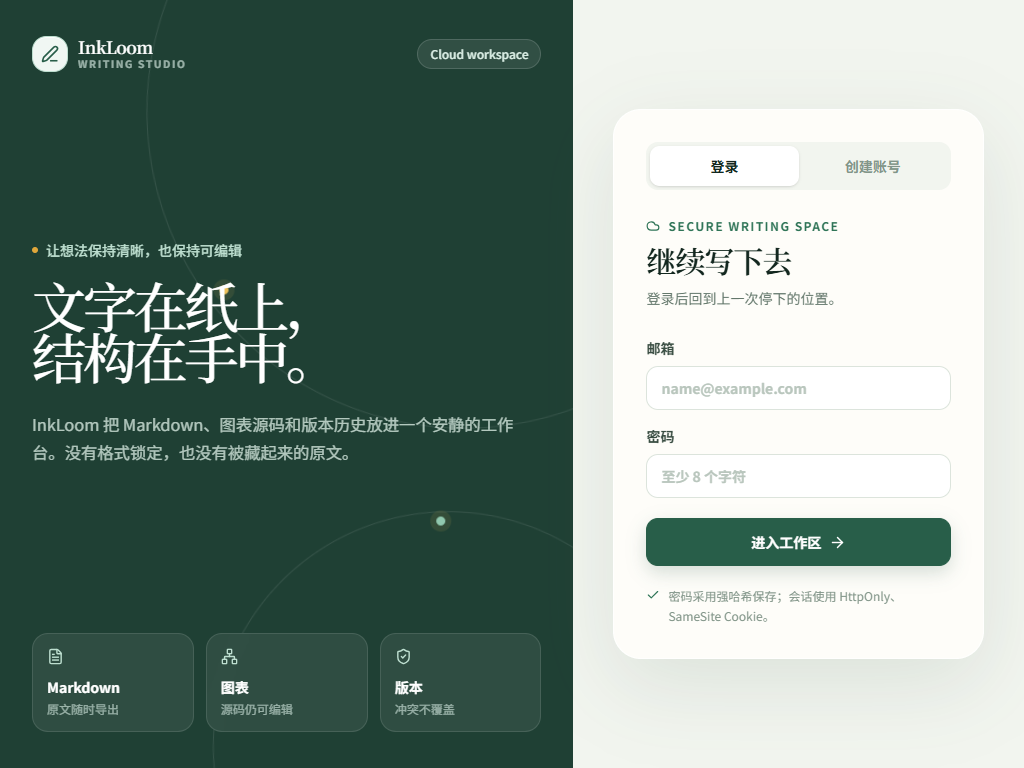 InkLoom
WRITING STUDIO
Cloud workspace
让想法保持清晰，也保持可编辑
文字在纸上，
结构在手中。
InkLoom 把 Markdown、图表源码和版本历史放进一个安静的工作
台。没有格式锁定，也没有被藏起来的原文。
Markdown
原文随时导出
图表
源码仍可编辑
版本
冲突不覆盖
登录
创建账号
SECURE WRITING SPACE
继续写下去
登录后回到上一次停下的位置。
邮箱
name@example.com
密码
至少 8 个字符
进入工作区
密码采用强哈希保存；会话使用 HttpOnly、
SameSite Cookie。